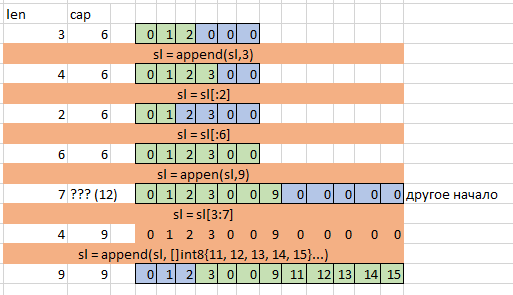 len cap
3 6 0 1 2 0 0 0
sl = append(sl,3)
4 6 0 1 2 3 0 0
sl = sl[:2]
2 6 0 1 2 3 0 0
sl = sl[:6]
6 6 0 1 2 3 0 0
sl = appen(sl,9)
7 ??? (12) 0 1 2 3 0 0 9 0 0 0 0 0 другое начало
sl = sl[3:7]
4 9 0 1 2 3 0 0 9 0 0 0 0 0
sl = append(sl, []int8{11, 12, 13, 14, 15}...)
9 9 0 1 2 3 0 0 9 11 12 13 14 15